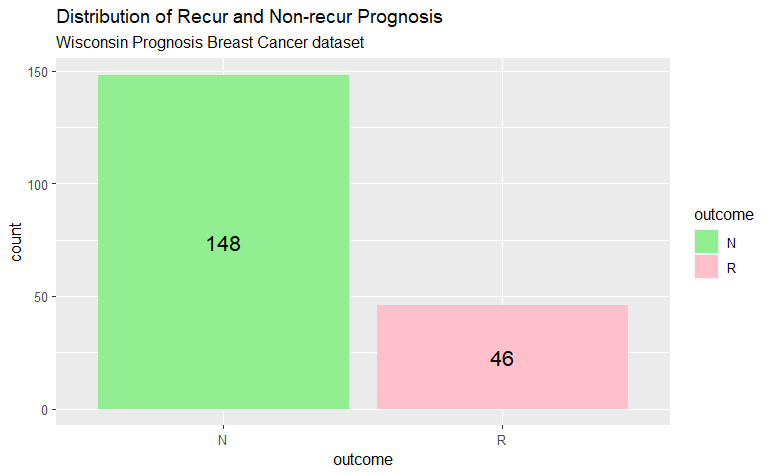 Distribution of Recur and Non-recur Prognosis
Wisconsin Prognosis Breast Cancer dataset
150
100
50
0
count
148
46
N
R
outcome
outcome
N
R